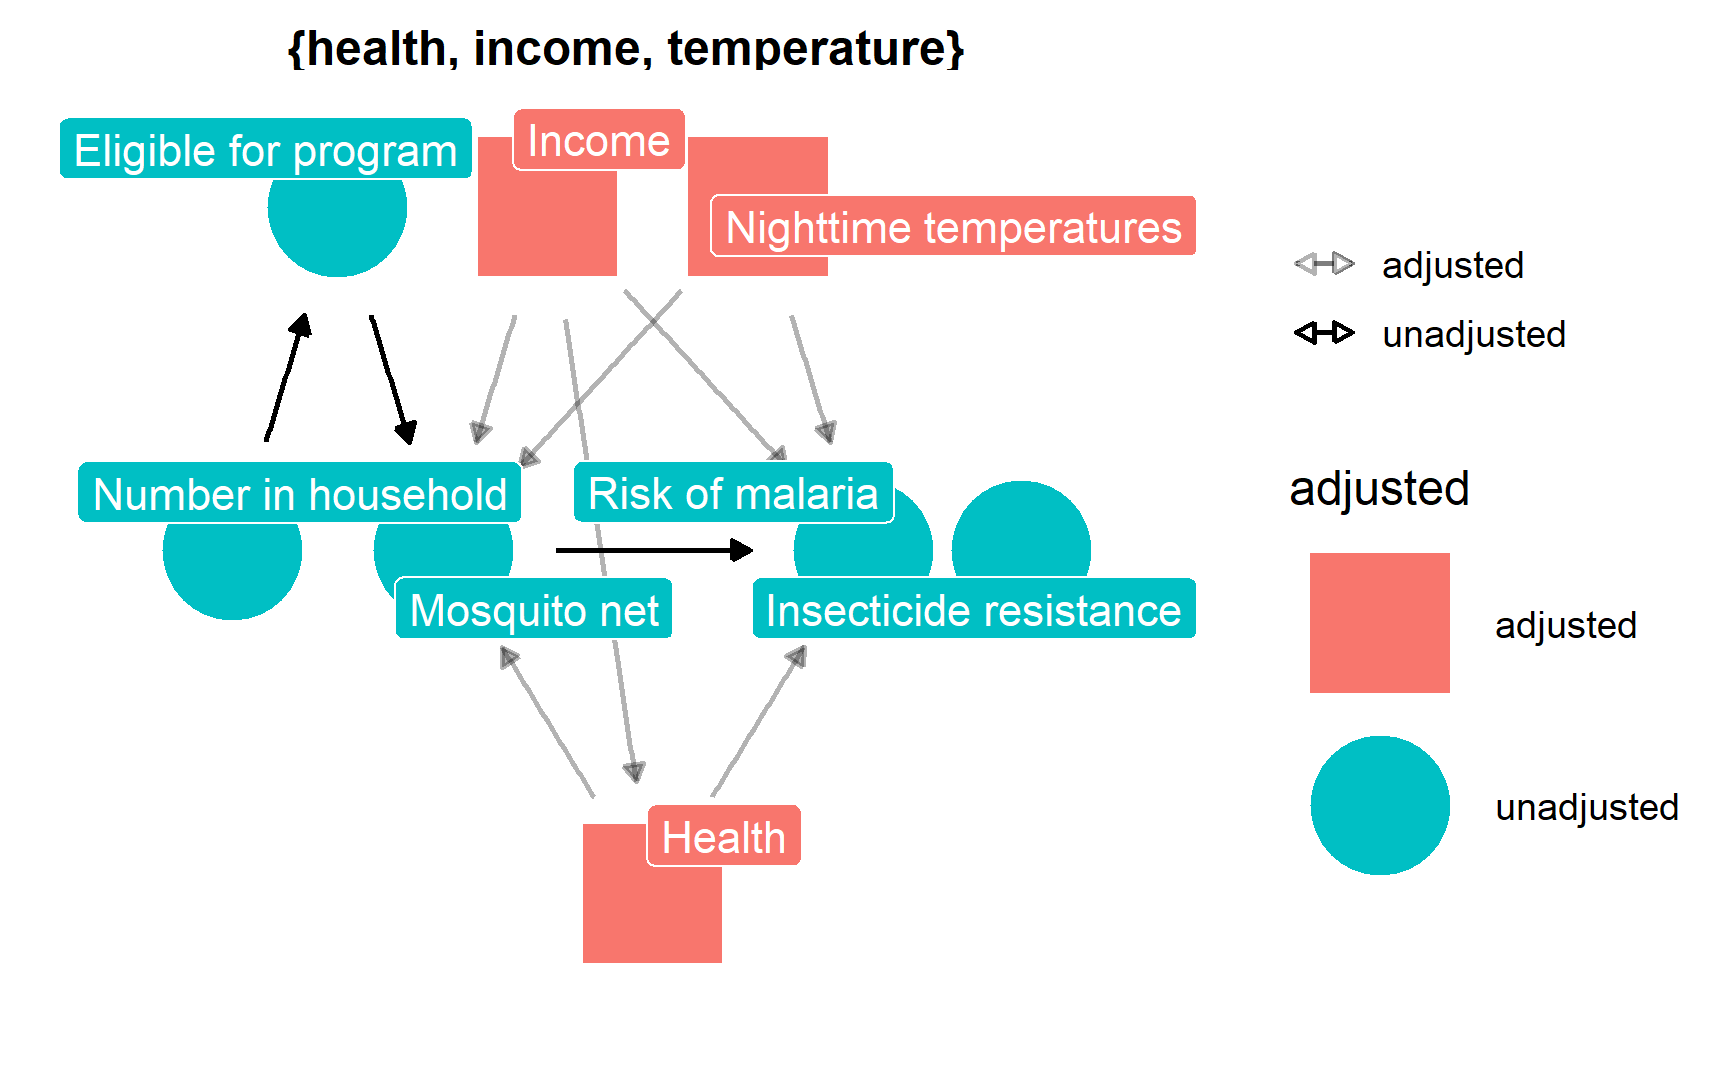 {health, income, temperature}
Eligible for program
Income
Nighttime temperatures
adjusted
unadjusted
Number in household
Risk of malaria
adjusted
Mosquito net
Insecticide resistance
adjusted
Health
unadjusted